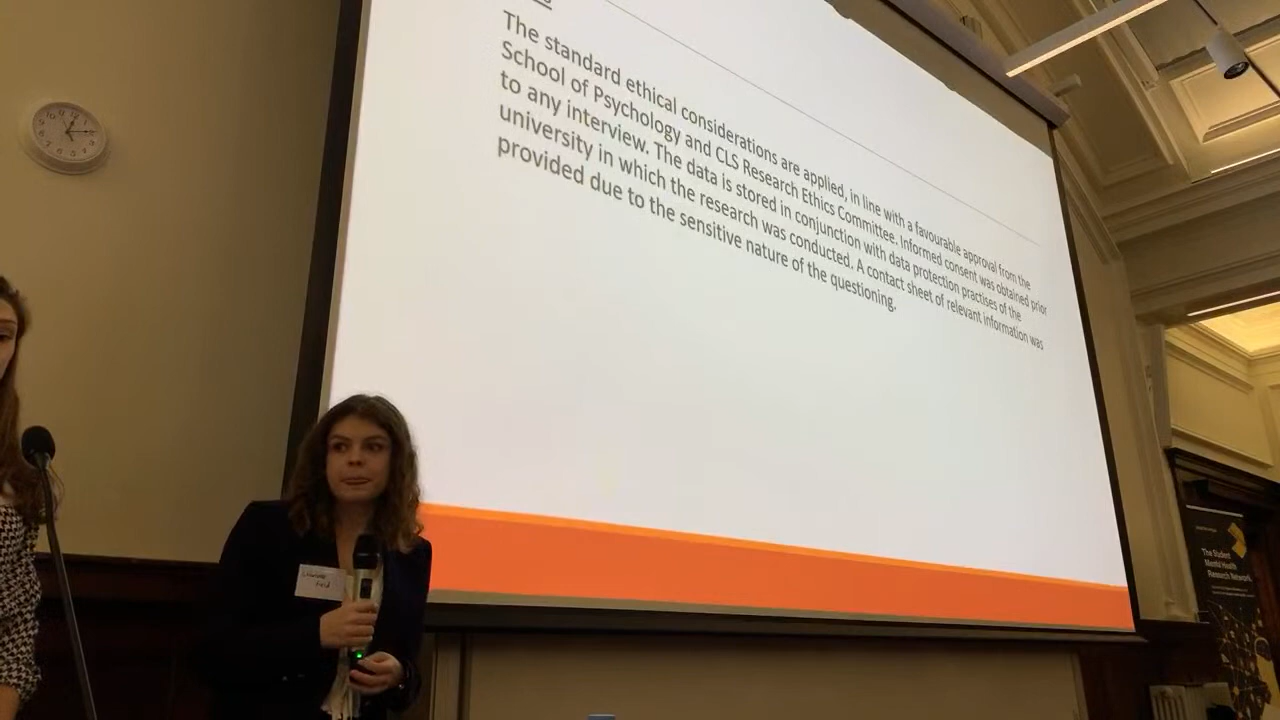 The standard ethical considerations are applied, in line with a favourable approval from the
School of Psychology and CLS Research Ethics Committee. Informed consent was obtained prior
to any interview. The data is stored in conjunction with data protection practises of the
university in which the research was conducted. A contact sheet of relevant information was
provided due to the sensitive nature of the questioning.
The Student
Mental Health
Research Network